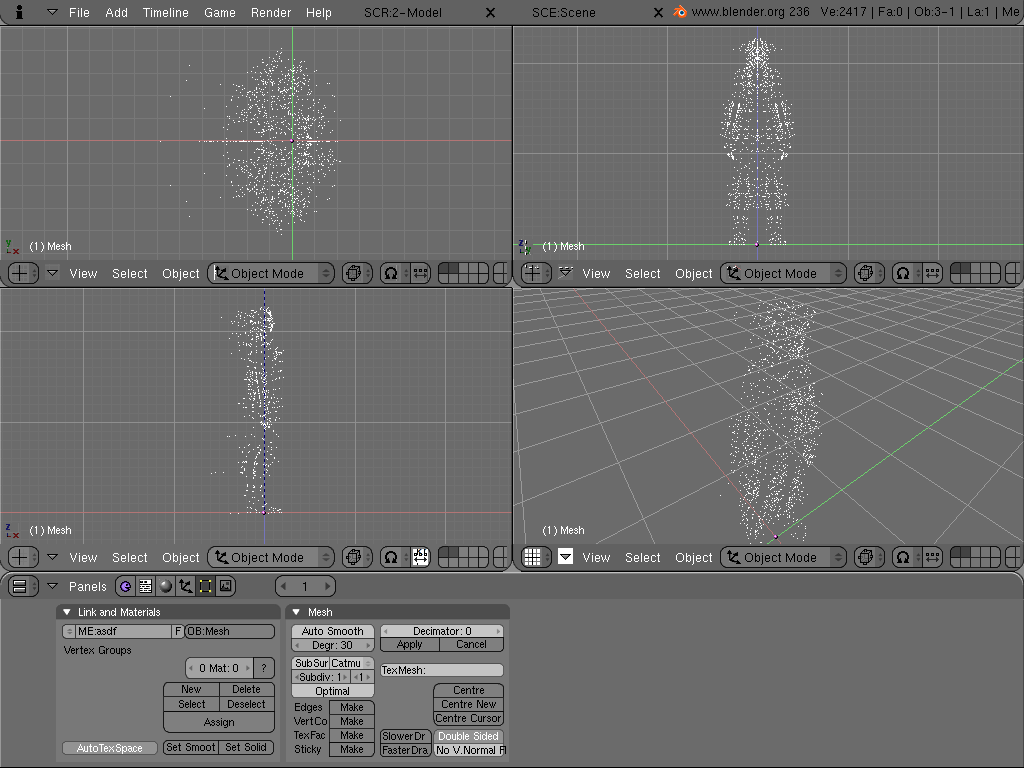 File Add Timeline Game Render Help SCR:2-Model SCE:Scene www.blender.org 236 Ve:2417 | Fa:0 | Ob:3-1 | La:1 | Me
(1) Mesh
(1) Mesh
View Select Object Object Mode
View Select Object Object Mode
(1) Mesh
(1) Mesh
View Select Object Object Mode
View Select Object Object Mode
Panels 1
Link and Materials
ME:asdf F OB:Mesh
Vertex Groups
0 Mat: 0 ?
New Delete
Select Deselect
Assign
AutoTexSpace Set Smoot Set Solid
Mesh
Auto Smooth Decimator: 0
Degr: 30 Apply Cancel
SubSur Catmu
TexMesh:
Subdiv: 1 1
Optimal Centre
Edges Make Centre New
VertCo Make Centre Cursor
TexFac Make SlowerDr Double Sided
Sticky Make FasterDra No V.Normal F